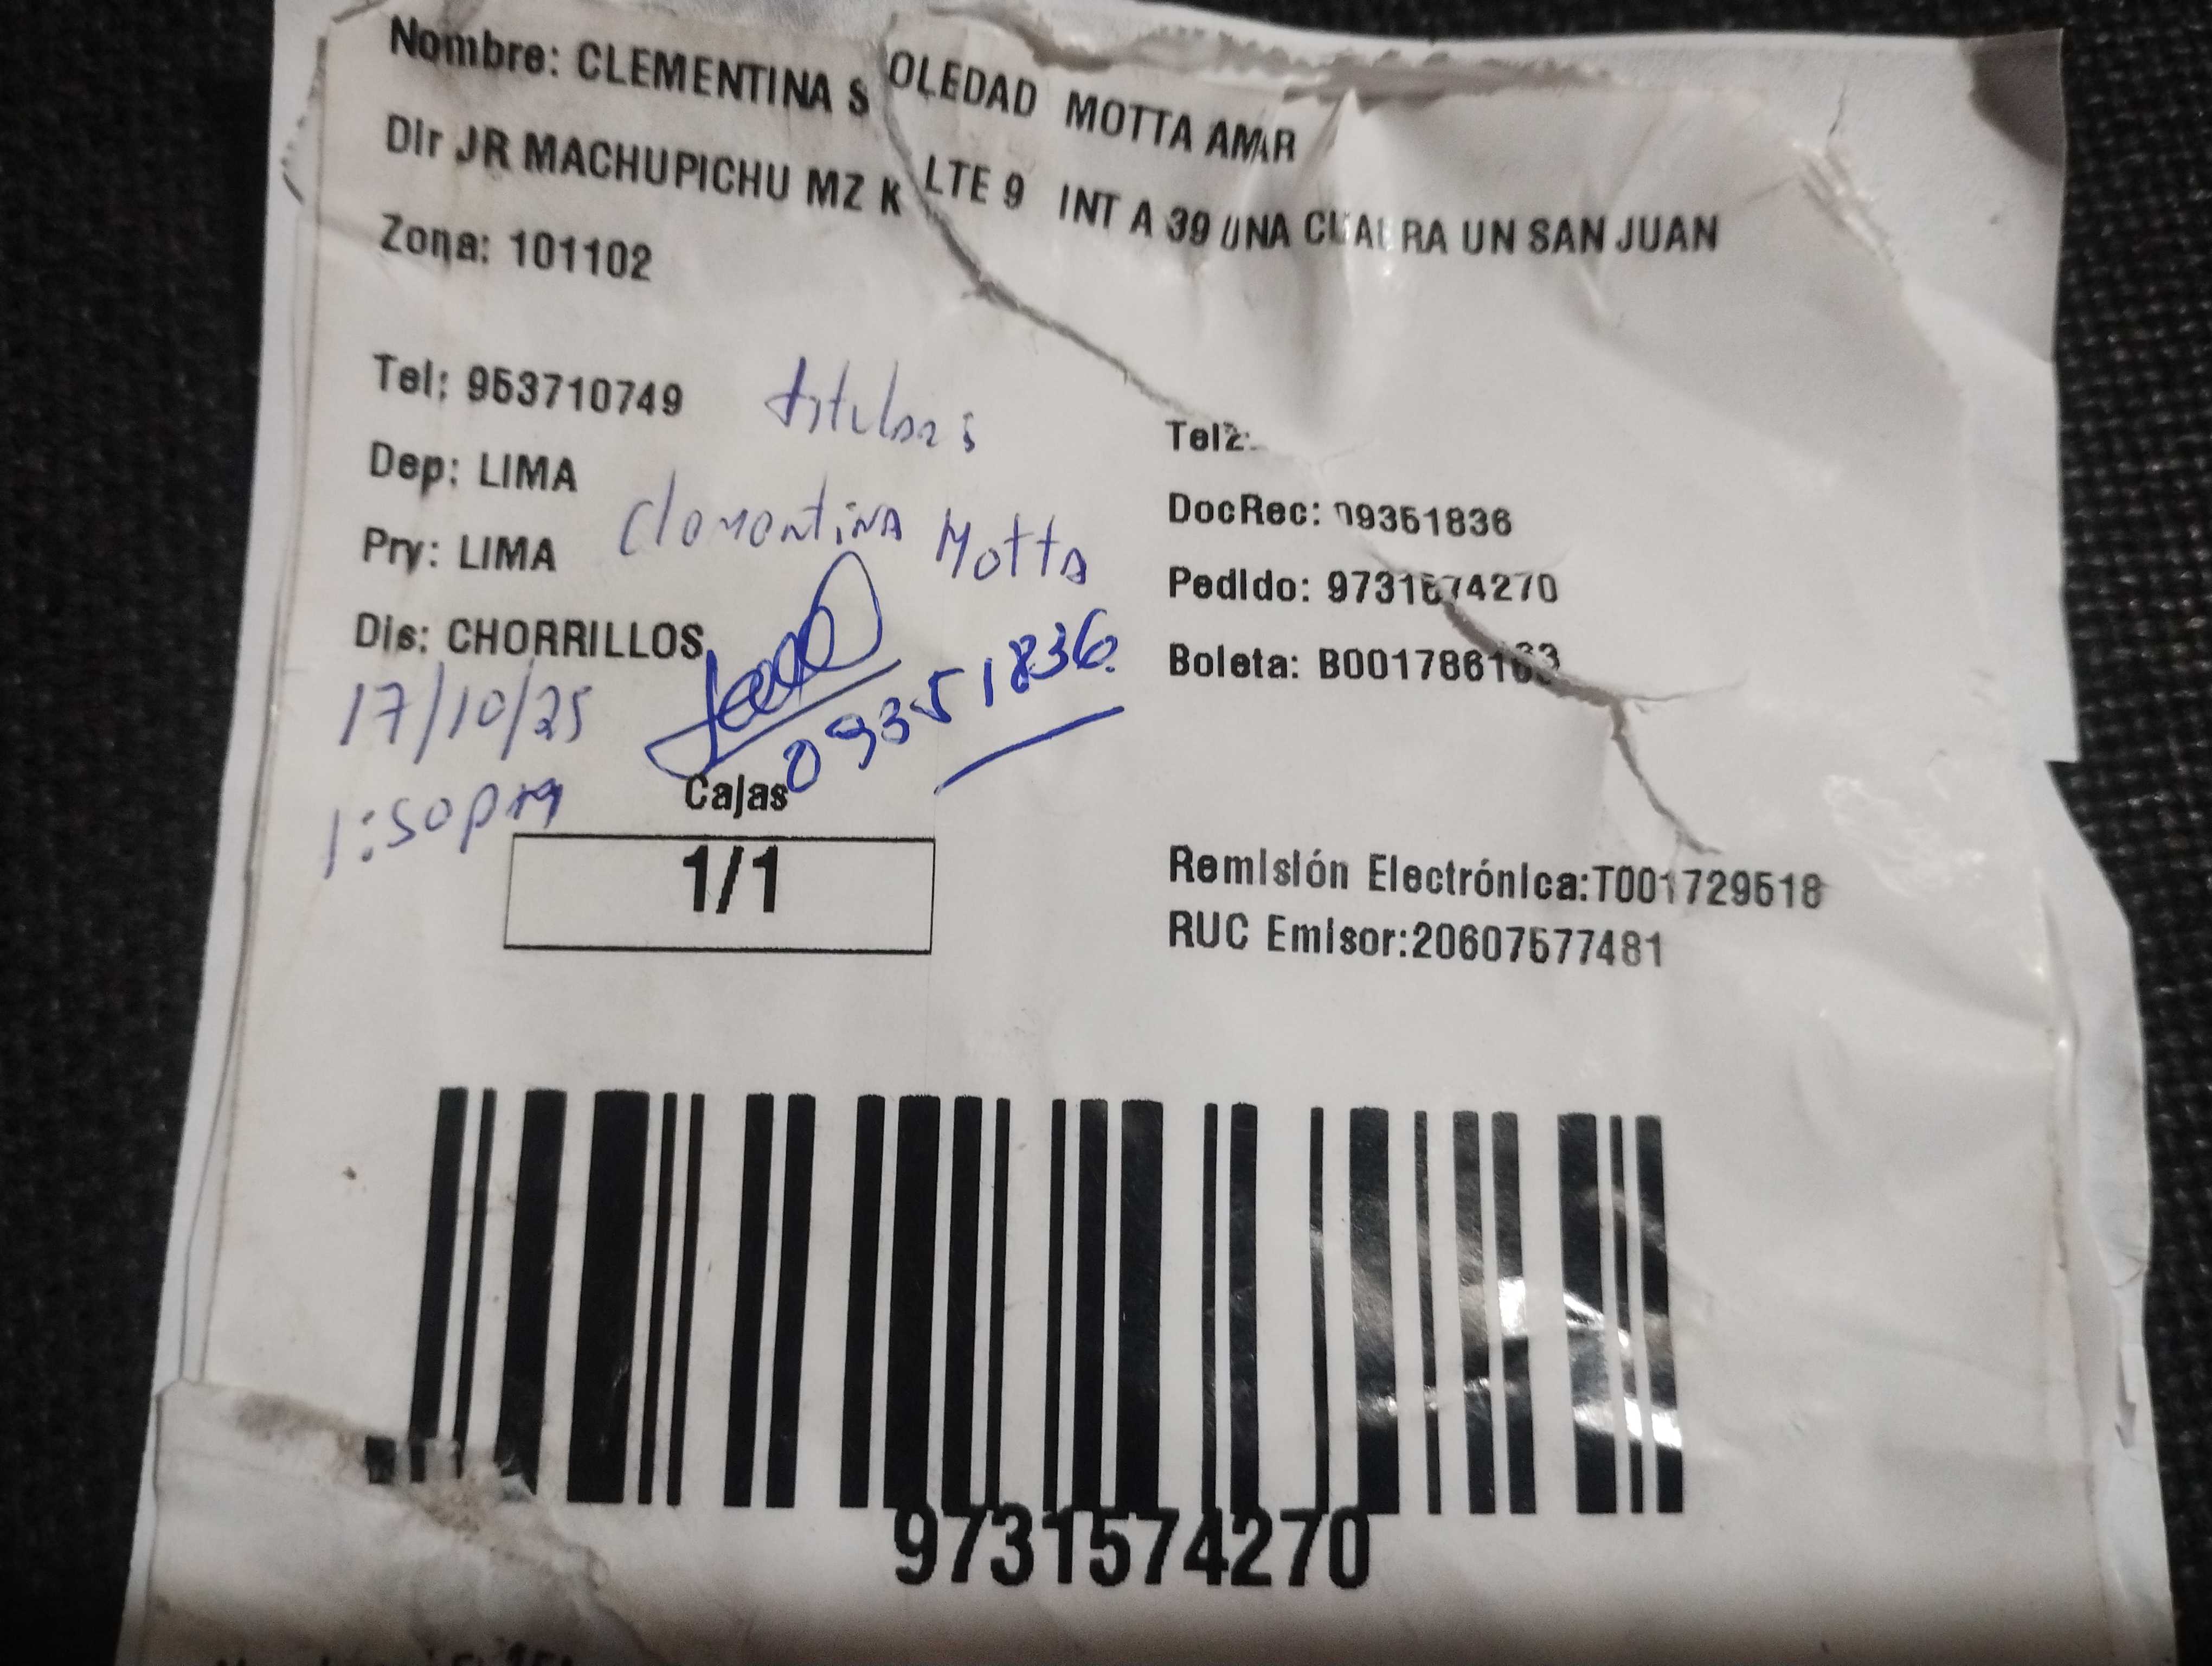 Nombre: CLEMENTINA SOLEDAD MOTTA
Dir JR MACHUPICHU MZ K LTE 9 INT A 39 UNA CUADRA UN SAN JUAN
Zona: 101102
Tel: 953710749
titular
Tel2:
Dep: LIMA
Clementina Motta
DocRec: 09351836
Prv: LIMA
Pedido: 9731574270
Dis: CHORRILLOS
09351836
Boleta:
17/10/25
1:50pm
Cajas
1/1
Remisión Electrónica:T001729518
RUC Emisor:20607577481
9731574270